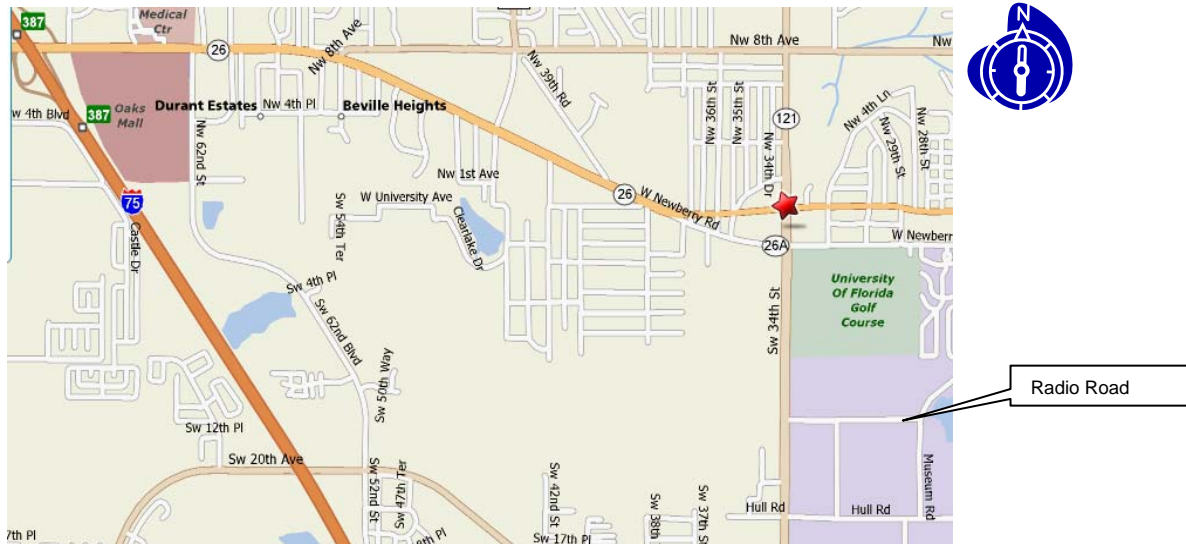 Medical
Ctr
387
26
Nw 8th Ave
Nw 8th Ave
Nw
N
Nw 39th Rd
Nw 36th St
Nw 35th St
Nw 34th Dr
121
Nw 4th Ln
Nw 29th St
Nw 28th St
w 4th Blvd
387
Oaks
Mall
Durant Estates
Nw 4th Pl
Beville Heights
Nw 62nd St
Nw 1st Ave
W University Ave
Sw 54th Ter
Clearlake Dr
26
W Newberry Rd
26A
W Newberr
75
Castle Dr
Sw 4th Pl
Sw 62nd Blvd
Sw 34th St
University
Of Florida
Golf
Course
Sw 50th Way
Radio Road
Sw 12th Pl
Sw 20th Ave
Sw 52nd St
Sw 47th Ter
Sw 42nd St
Sw 38th
Sw 37th S
Hull Rd
Hull Rd
Museum Rd
7th Pl
8th Pl
Sw 17th Pl